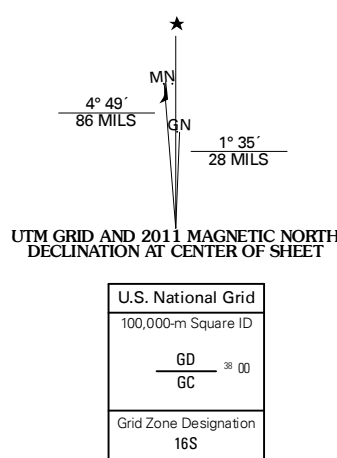 ★
MN
GN
4° 49´
86 MILS
1° 35´
28 MILS
UTM GRID AND 2011 MAGNETIC NORTH
DECLINATION AT CENTER OF SHEET
U.S. National Grid
100,000-m Square ID
GD
GC
38 00
Grid Zone Designation
16S